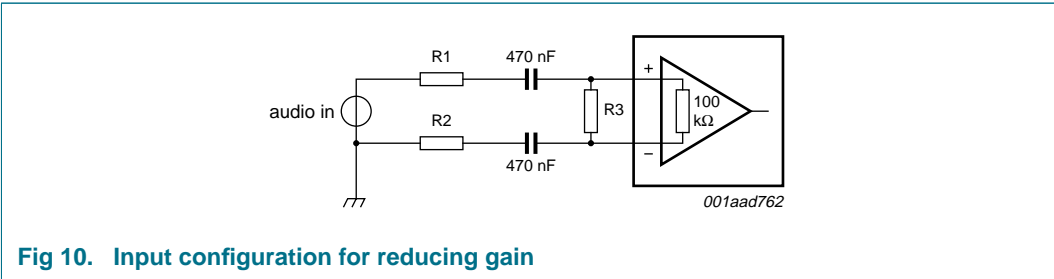 R1
470 nF
+
audio in
R3
100
kΩ
R2
−
470 nF
001aad762
Fig 10. Input configuration for reducing gain